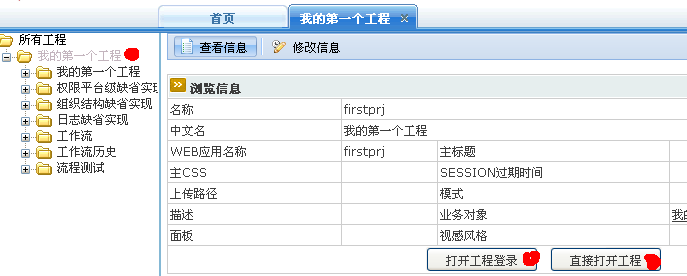 首页
我的第一个工程
所有工程
我的第一个工程
我的第一个工程
权限平台级缺省实现
组织结构缺省实现
日志缺省实现
工作流
工作流历史
流程测试
查看信息 修改信息
浏览信息
名称 firstprj
中文名 我的第一个工程
WEB应用名称 firstprj 主标题
主CSS SESSION过期时间
上传路径 模式
描述 业务对象 我的
面板 视感风格
打开工程登录 直接打开工程